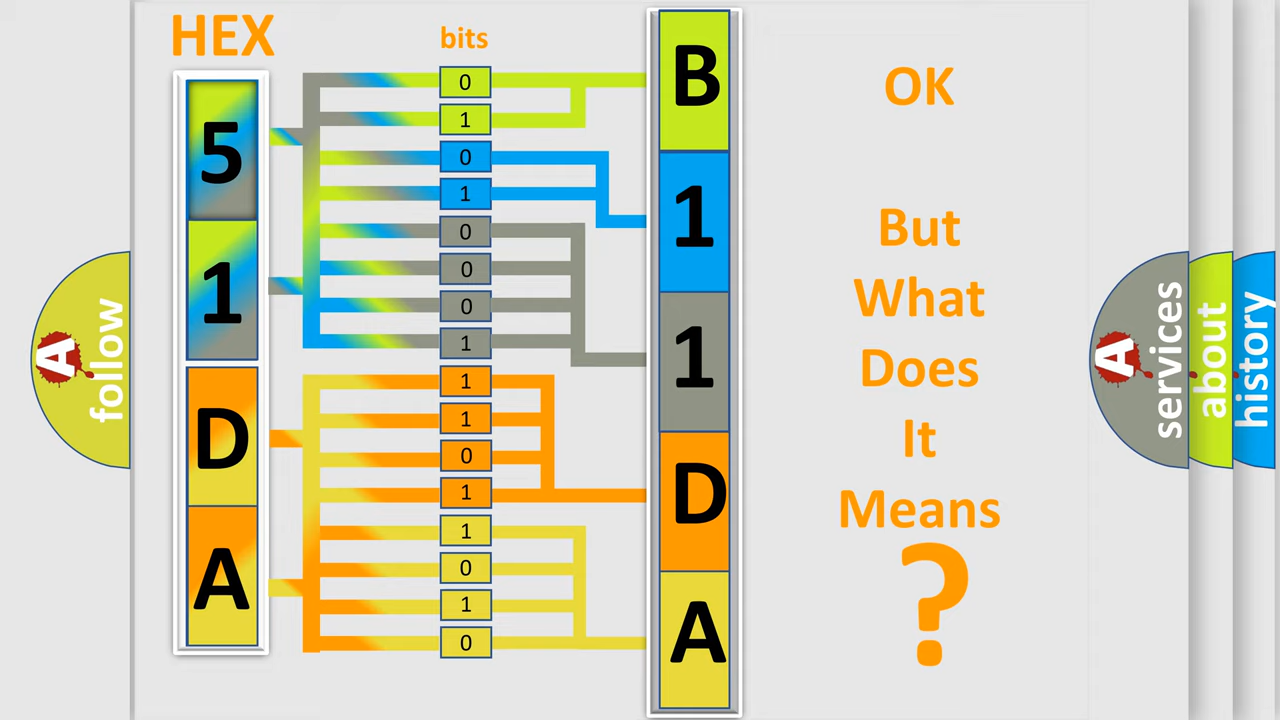 HEX
5
1
D
A
bits
0
1
0
1
0
0
0
1
1
1
0
1
1
0
1
0
B
1
1
D
A
OK
But
What
Does
It
Means
?
A
follow
A
services
about
history